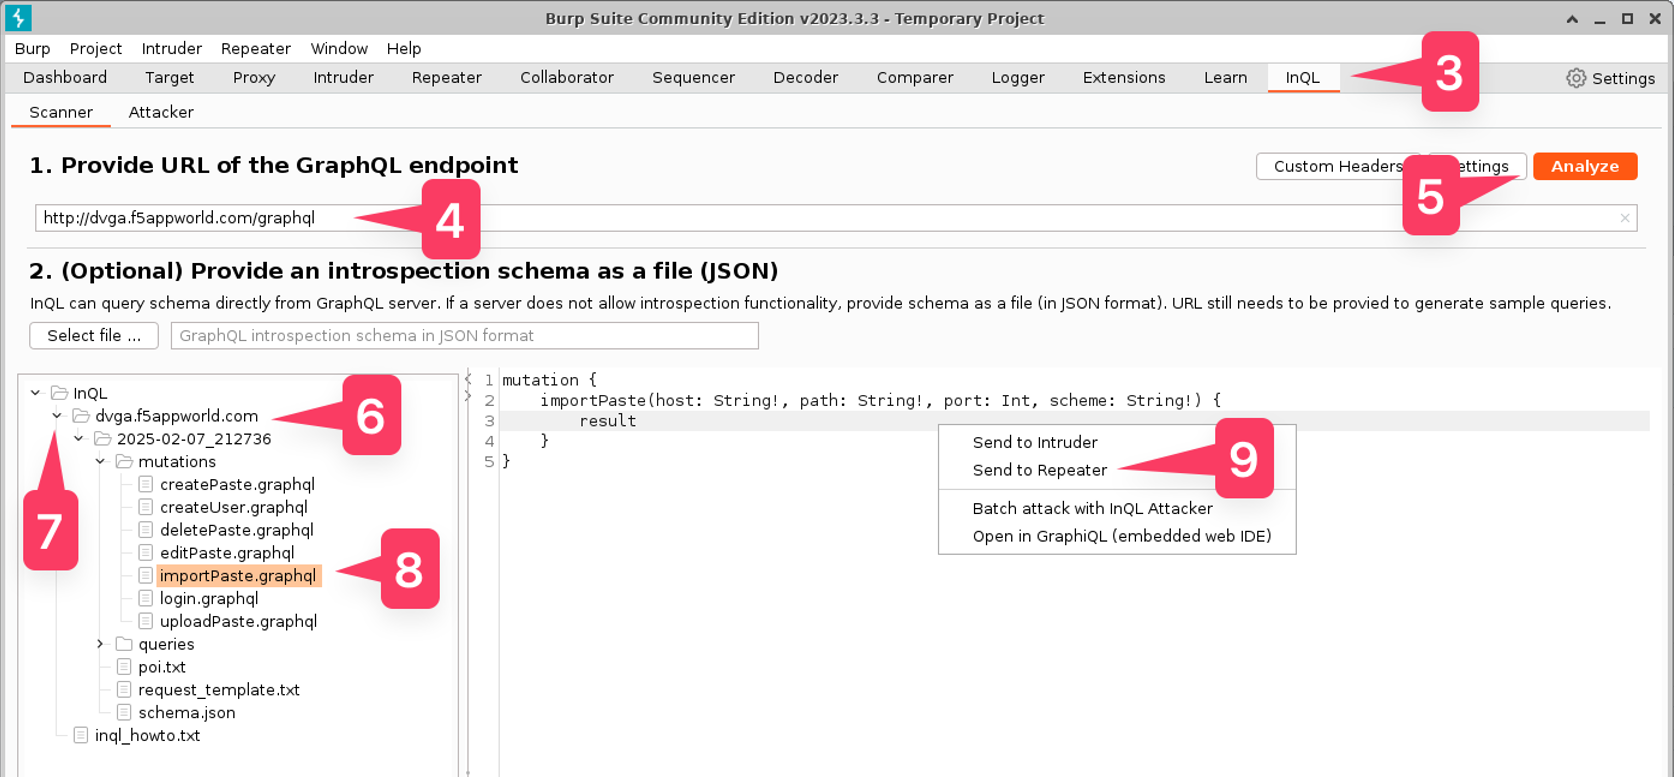 Burp Suite Community Edition v2023.3.3 - Temporary Project
Burp Project Intruder Repeater Window Help
Dashboard Target Proxy Intruder Repeater Collaborator Sequencer Decoder Comparer Logger Extensions Learn InQL 3 Settings
Scanner Attacker
1. Provide URL of the GraphQL endpoint
Custom Headers ettings Analyze
5
http://dvga.f5appworld.com/graphql 4 ×
2. (Optional) Provide an introspection schema as a file (JSON)
InQL can query schema directly from GraphQL server. If a server does not allow introspection functionality, provide schema as a file (in JSON format). URL still needs to be provied to generate sample queries.
Select file ... GraphQL introspection schema in JSON format
InQL
dvga.f5appworld.com 6
2025-02-07_212736
mutations
createPaste.graphql
createUser.graphql
7 deletePaste.graphql
editPaste.graphql
importPaste.graphql 8
login.graphql
uploadPaste.graphql
queries
poi.txt
request_template.txt
schema.json
inql_howto.txt
1 mutation {
2 importPaste(host: String!, path: String!, port: Int, scheme: String!) {
3 result
4 }
5 }
Send to Intruder
Send to Repeater 9
Batch attack with InQL Attacker
Open in GraphiQL (embedded web IDE)